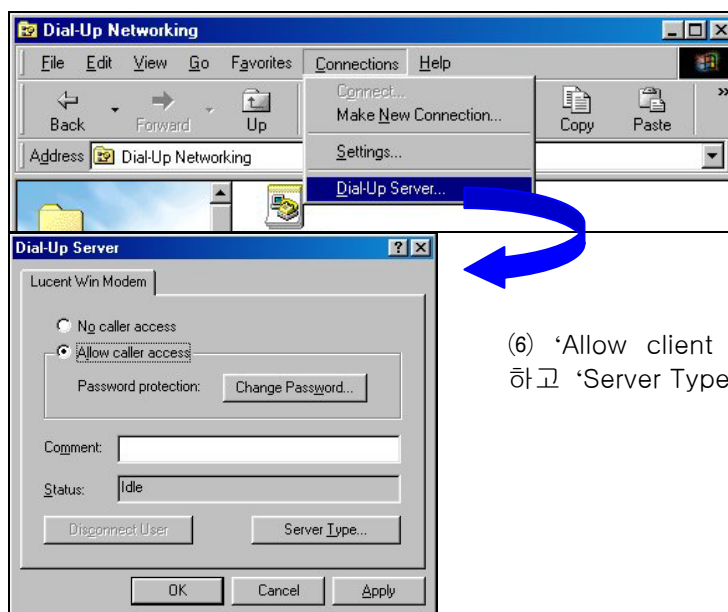 Dial-Up Networking
File Edit View Go Favorites Connections Help
Back Forward Up Copy Paste »
Connect...
Make New Connection...
Settings...
Dial-Up Server...
Address Dial-Up Networking
Dial-Up Server
Lucent Win Modem
No caller access
Allow caller access
Password protection: Change Password...
Comment:
Status: Idle
Disconnect User Server Type...
OK Cancel Apply
⑹ ‘Allow client
하고 ‘Server Type